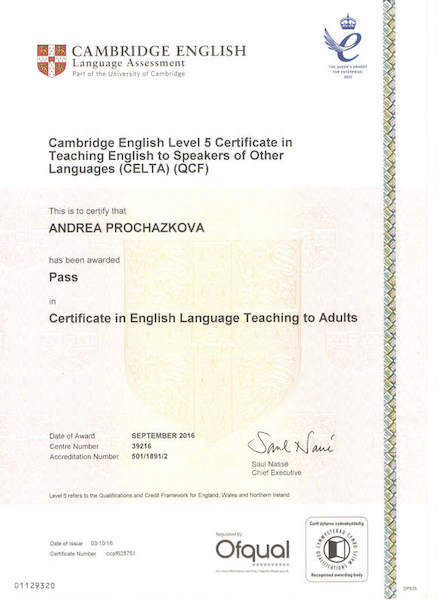 CAMBRIDGE ENGLISH
Language Assessment
Part of the University of Cambridge
THE QUEEN'S AWARDS
FOR ENTERPRISE:
Cambridge English Level 5 Certificate in
Teaching English to Speakers of Other
Languages (CELTA) (QCF)
This is to certify that
ANDREA PROCHAZKOVA
has been awarded
Pass
in
Certificate in English Language Teaching to Adults
Date of Award SEPTEMBER 2016
Centre Number 39216
Accreditation Number 501/1891/2
Saul Nassé
Saul Nassé
Chief Executive
Level 5 refers to the Qualifications and Credit Framework for England, Wales and Northern Ireland.
Date of issue 03/10/16
Certificate Number
Regulated by
Ofqual
Corff dyfarnu cydnabyddedig
CYMWYSTERAU CYMRU
QUALIFICATIONS WALES
Recognised awarding body
01129320